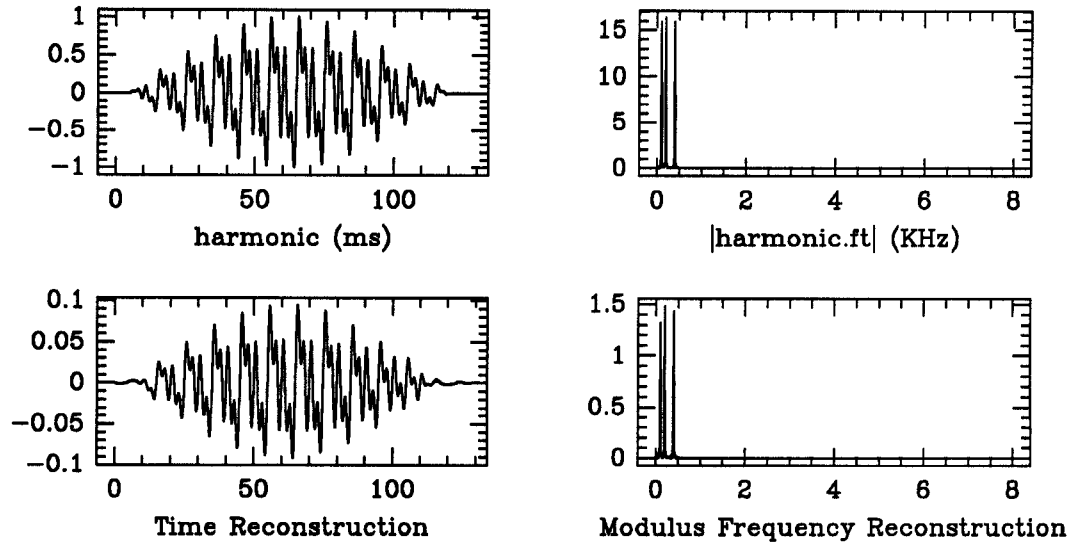 1
0.5
0
−0.5
−1
0 50 100
harmonic (ms)
15
10
5
0
0 2 4 6 8
|harmonic.ft| (KHz)
0.1
0.05
0
−0.05
−0.1
0 50 100
Time Reconstruction
1.5
1
0.5
0
0 2 4 6 8
Modulus Frequency Reconstruction